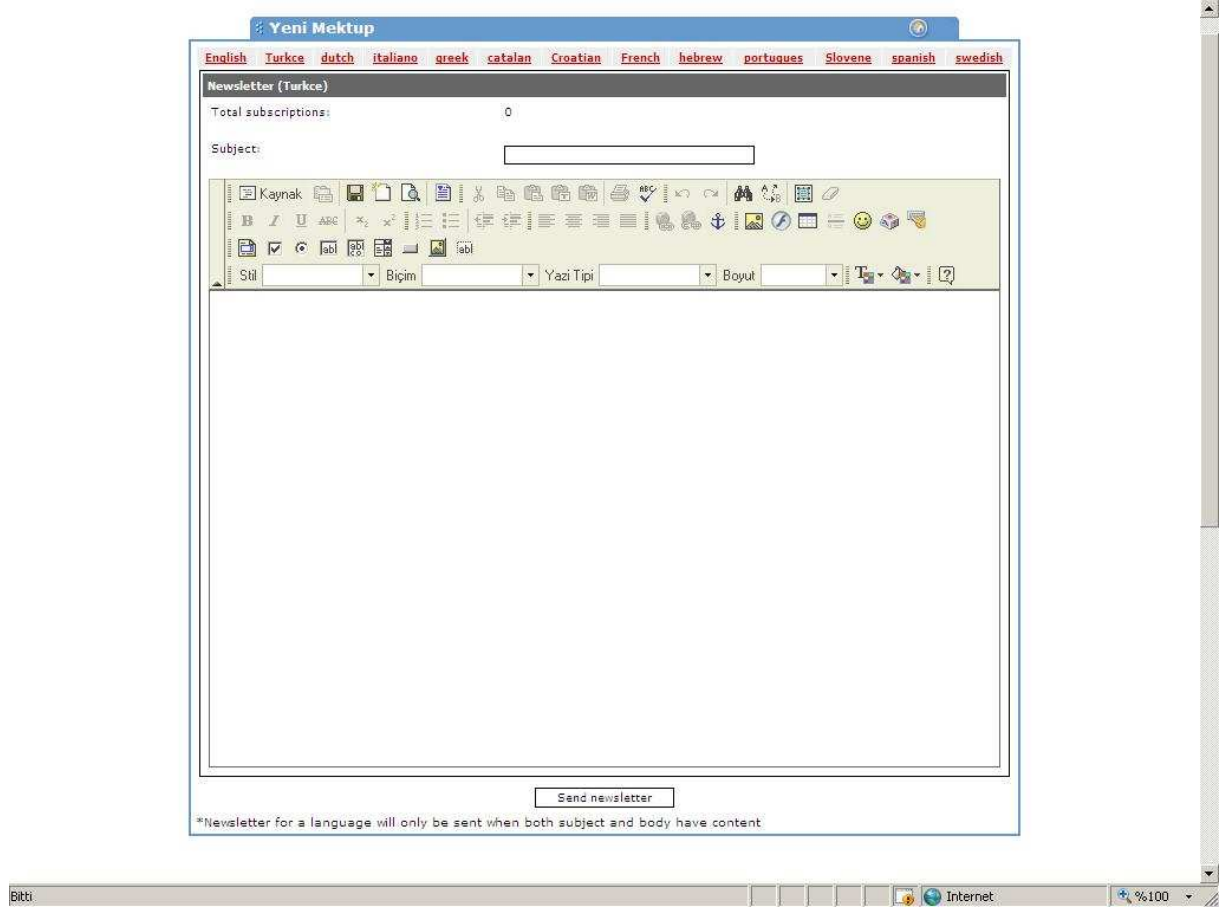 Yeni Mektup
English Turkce dutch italiano greek catalan Croatian French hebrew portugues Slovene spanish swedish
Newsletter (Turkce)
Total subscriptions: 0
Subject:
Kaynak
B I U ABC
Stil Biçim Yazi Tipi Boyut
Send newsletter
*Newsletter for a language will only be sent when both subject and body have content
Bitti Internet %100